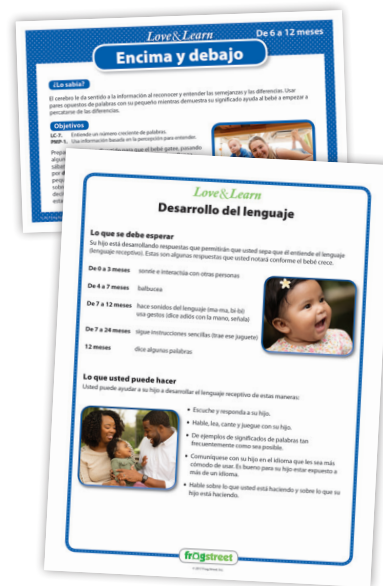 Love & Learn
De 6 a 12 meses
Encima y debajo
¿Lo sabía?
El cerebro le da sentido a la información al reconocer y entender las semejanzas y las diferencias. Usar
pares opuestos de palabras con su pequeño mientras demuestra su significado ayuda al bebé a empezar a
percatarse de las diferencias.
Objetivos
LC-7. Entiende un número creciente de palabras.
PKP-1. Usa información basada en la percepción para entender.
Love & Learn
Desarrollo del lenguaje
Lo que se debe esperar
Su hijo está desarrollando respuestas que permitirán que usted sepa que él entiende el lenguaje
(lenguaje receptivo). Estas son algunas respuestas que usted notará conforme el bebé crece.
De 0 a 3 meses sonríe e interactúa con otras personas
De 4 a 7 meses balbucea
De 7 a 12 meses hace sonidos del lenguaje (ma-ma, bi-bi)
usa gestos (dice adiós con la mano, señala)
De 7 a 24 meses sigue instrucciones sencillas (trae ese juguete)
12 meses dice algunas palabras
Lo que usted puede hacer
Usted puede ayudar a su hijo a desarrollar el lenguaje receptivo de estas maneras:
• Escuche y responda a su hijo.
• Hable, lea, cante y juegue con su hijo.
• De ejemplos de significados de palabras tan
frecuentemente como sea posible.
• Comuníquese con su hijo en el idioma que les sea más
cómodo de usar. Es bueno para su hijo estar expuesto a
más de un idioma.
• Hable sobre lo que usted está haciendo y sobre lo que su
hijo está haciendo.
frogstreet